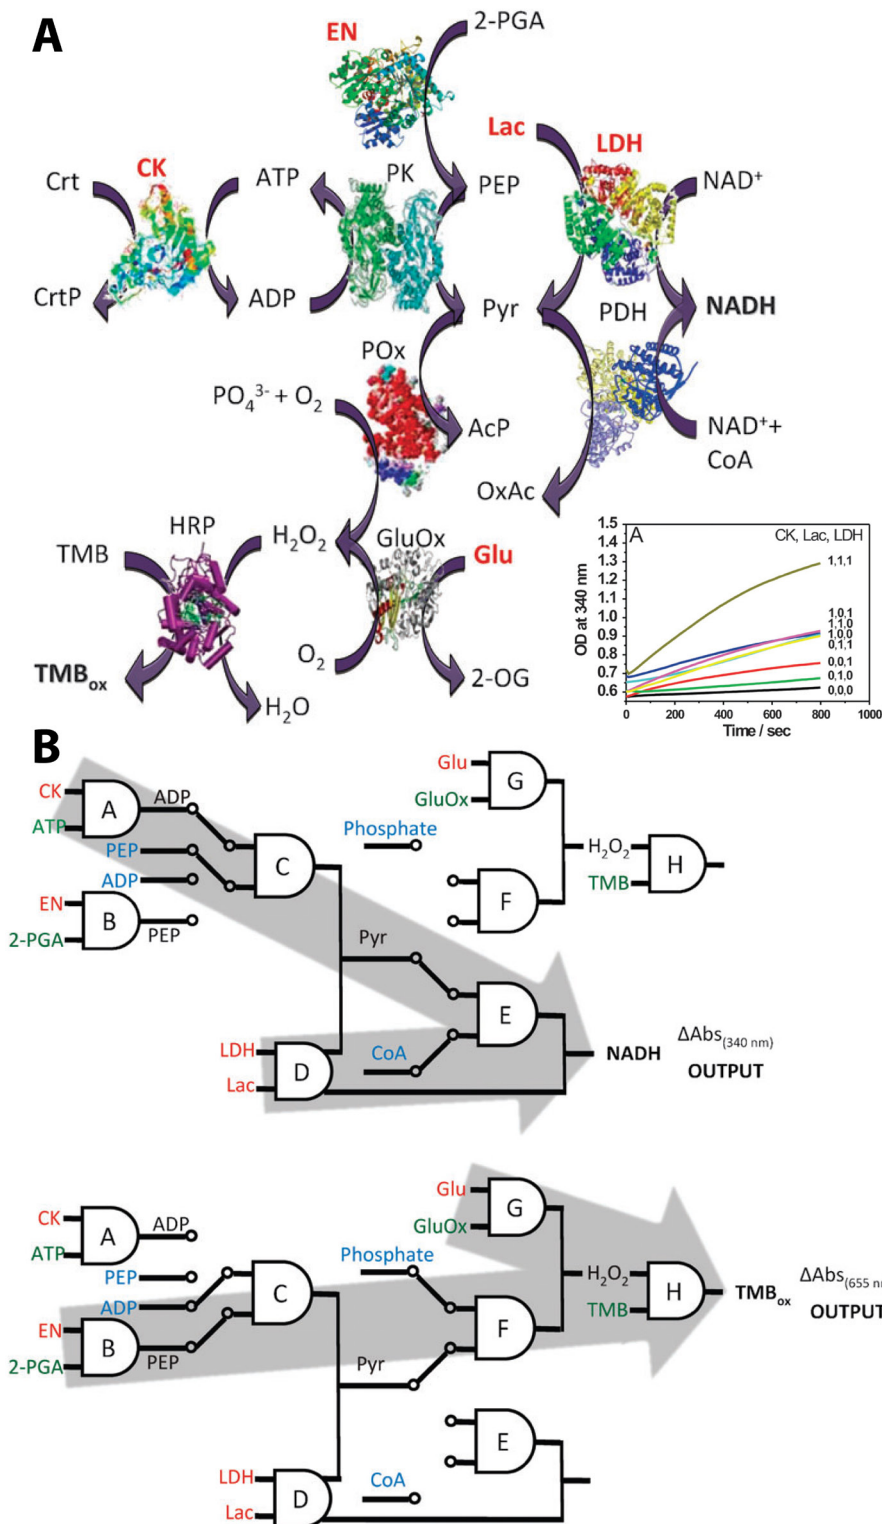 A
EN
2-PGA
Lac
LDH
Crt
CK
ATP
PK
PEP
NAD⁺
CrtP
ADP
Pyr
PDH
NADH
POx
PO₄³⁻ + O₂
AcP
NAD⁺+
CoA
OxAc
HRP
TMB
H₂O₂
GluOx
Glu
O₂
2-OG
TMBox
H₂O
A
CK, Lac, LDH
OD at 340 nm
1.5
1.4
1.3
1.2
1.1
1.0
0.9
0.8
0.7
0.6
1,1,1
1,0,1
1,1,0
1,0,0
0,1,1
0,0,1
0,1,0
0,0,0
0
200
400
600
800
1000
Time / sec
B
CK
ATP
A
ADP
PEP
ADP
EN
2-PGA
B
PEP
C
Phosphate
Glu
GluOx
G
F
H₂O₂
TMB
H
Pyr
E
LDH
Lac
D
CoA
NADH
ΔAbs(340 nm)
OUTPUT
CK
ATP
A
ADP
PEP
ADP
EN
2-PGA
B
PEP
C
Phosphate
Glu
GluOx
G
F
H₂O₂
TMB
H
TMBox
ΔAbs(655 n
OUTPUT
Pyr
E
LDH
Lac
D
CoA